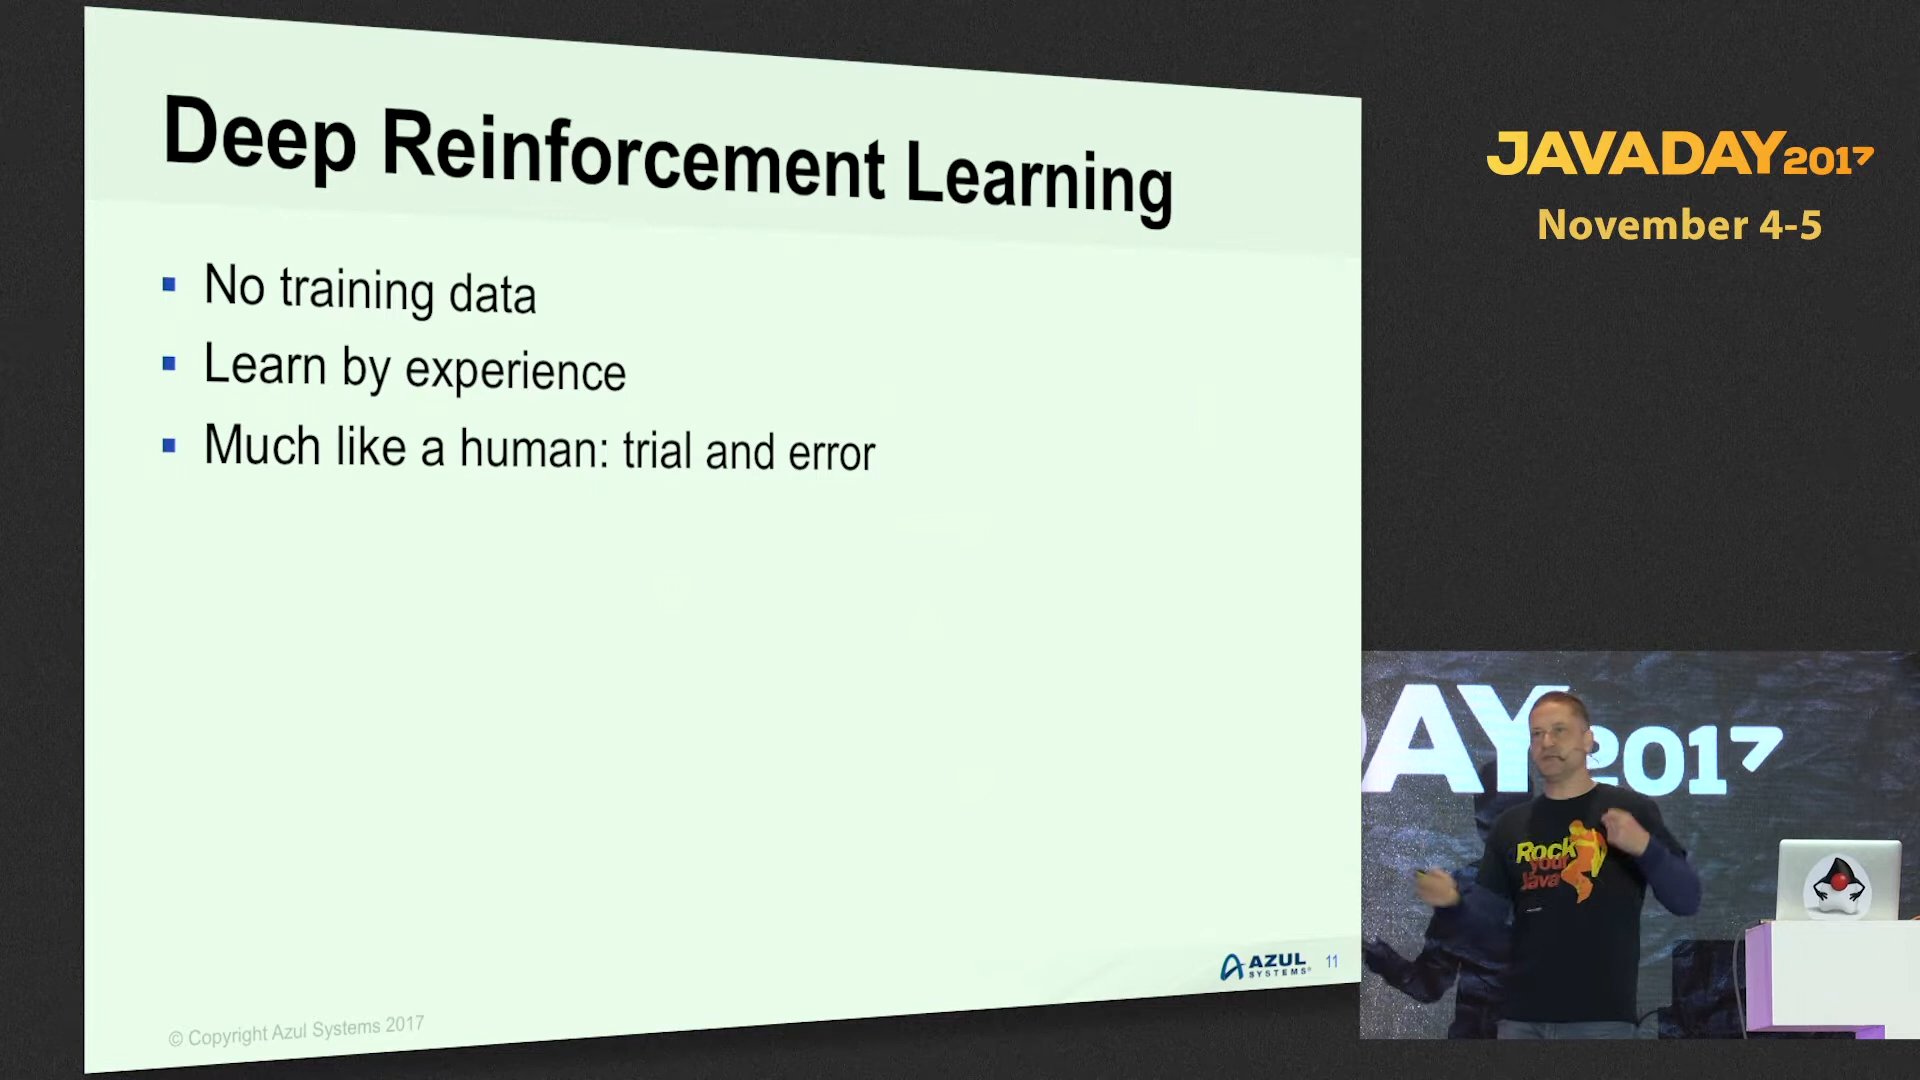 Deep Reinforcement Learning
No training data
Learn by experience
Much like a human: trial and error
© Copyright Azul Systems 2017
AZUL
SYSTEMS®
11
JAVADAY2017
November 4-5
DAY2017
Rock
your
Java